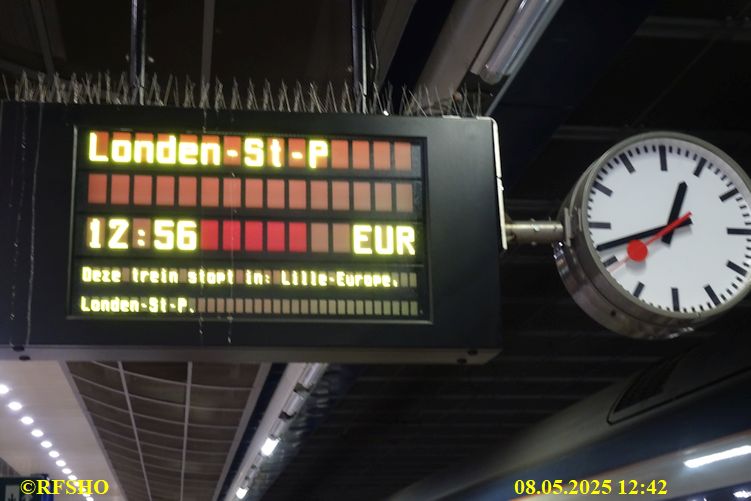 Londen-St-P
12:56 EUR
Deze trein stopt in: Lille-Europe.
Londen-St-P.
©RFSHO
08.05.2025 12:42